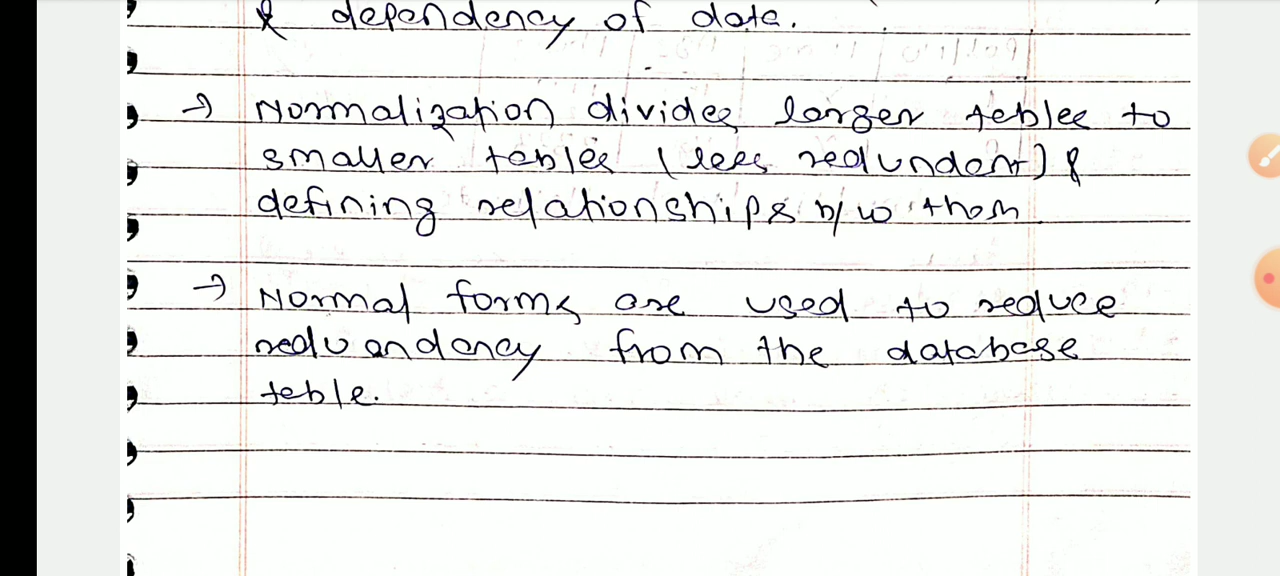 & dependency of data.
→ Normalization divides larger tables to
smaller tables (less redundant) &
defining relationships b/w them
→ Normal forms are used to reduce
reduandancy from the database
table.